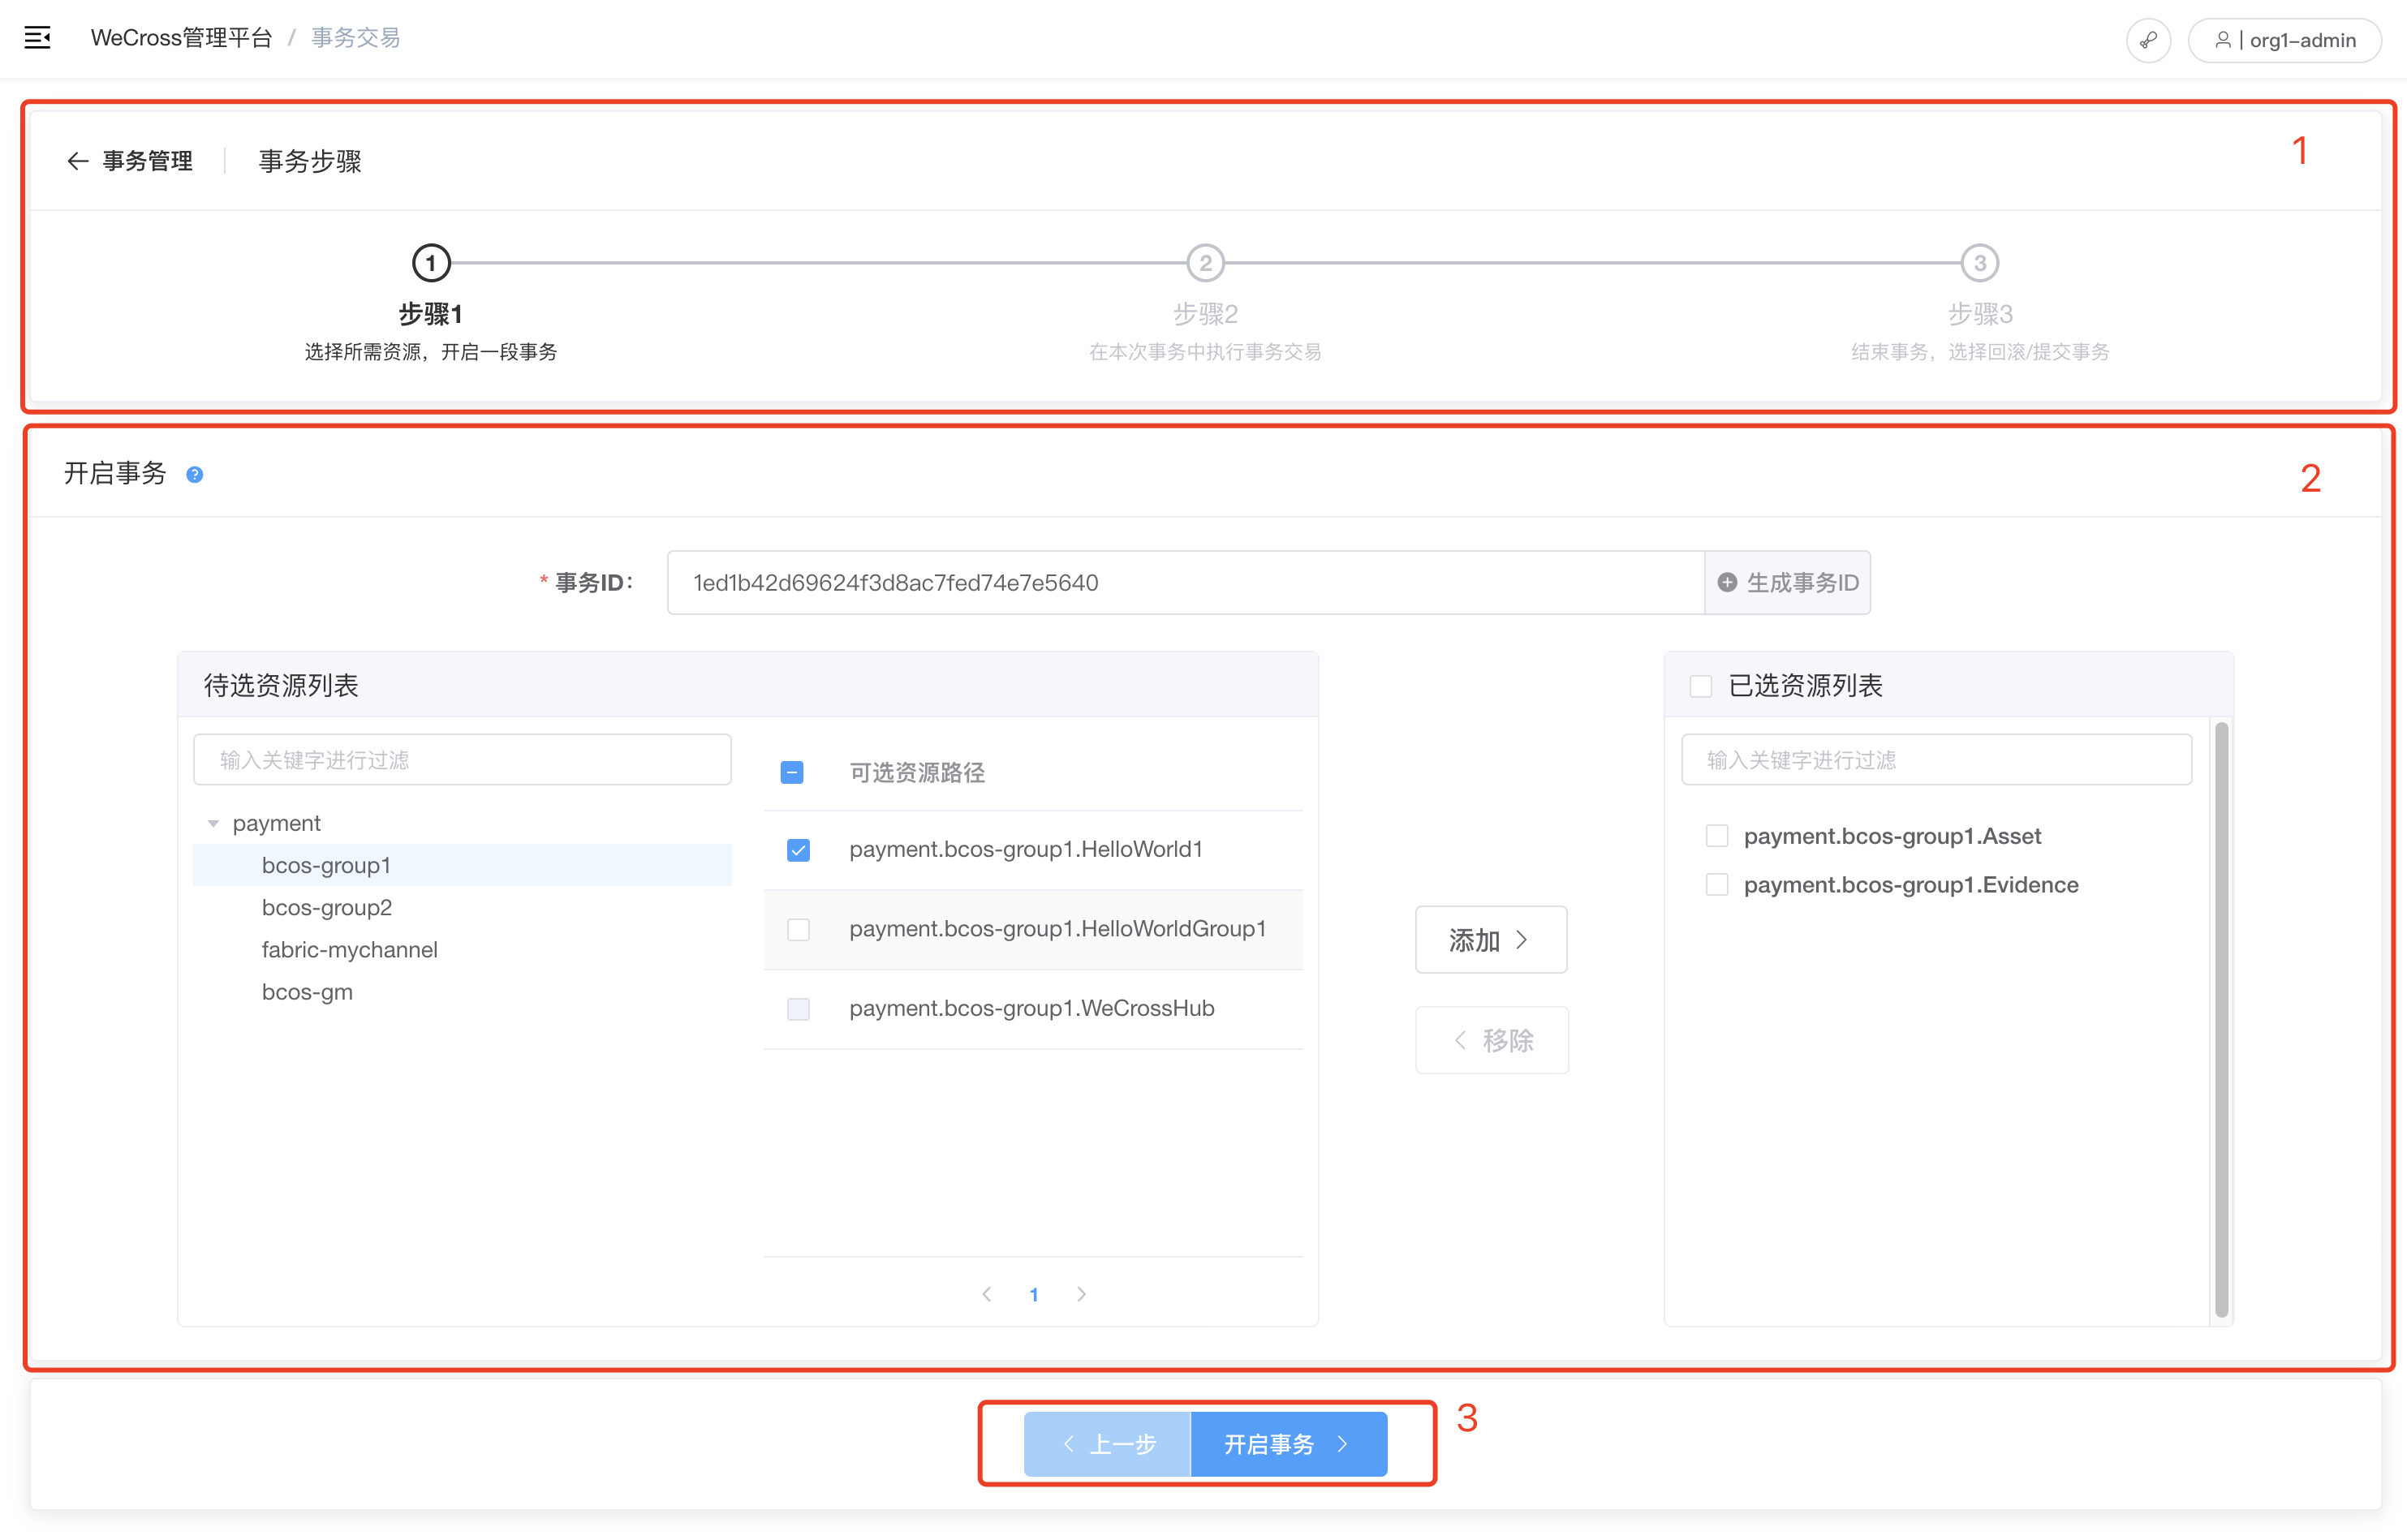 WeCross管理平台 / 事务交易
org1-admin
1
事务管理
事务步骤
1
2
3
步骤1
步骤2
步骤3
选择所需资源，开启一段事务
在本次事务中执行事务交易
结束事务，选择回滚/提交事务
2
开启事务 ?
* 事务ID：
1ed1b42d69624f3d8ac7fed74e7e5640
生成事务ID
待选资源列表
输入关键字进行过滤
payment
bcos-group1
bcos-group2
fabric-mychannel
bcos-gm
可选资源路径
payment.bcos-group1.HelloWorld1
payment.bcos-group1.HelloWorldGroup1
payment.bcos-group1.WeCrossHub
< 1 >
添加 >
< 移除
已选资源列表
输入关键字进行过滤
payment.bcos-group1.Asset
payment.bcos-group1.Evidence
< 上一步
开启事务 >
3